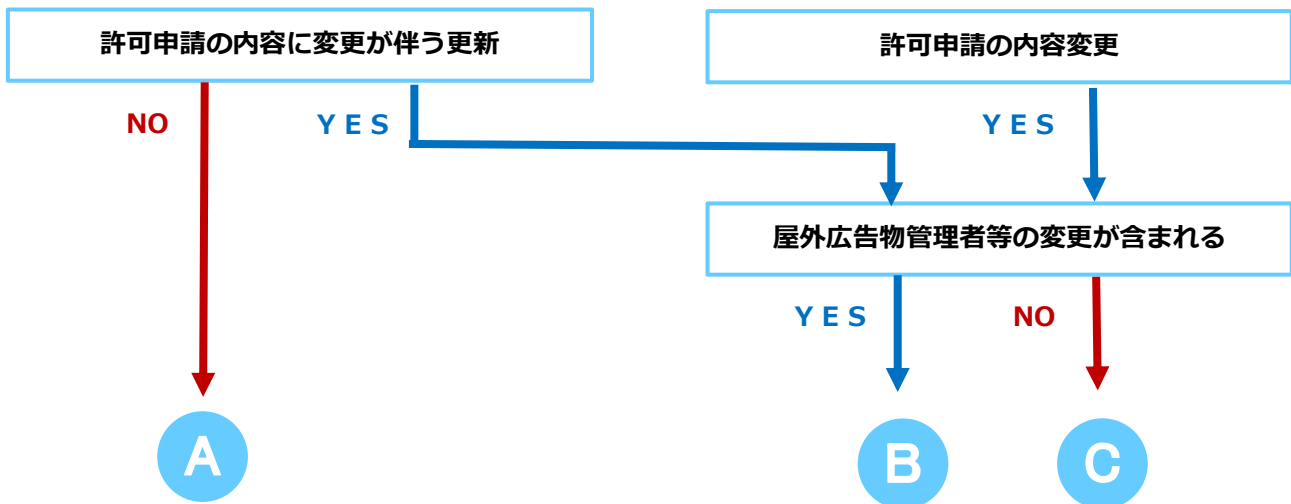 許可申請の内容に変更が伴う更新
許可申請の内容変更
NO
YES
YES
屋外広告物管理者等の変更が含まれる
YES
NO
A
B
C